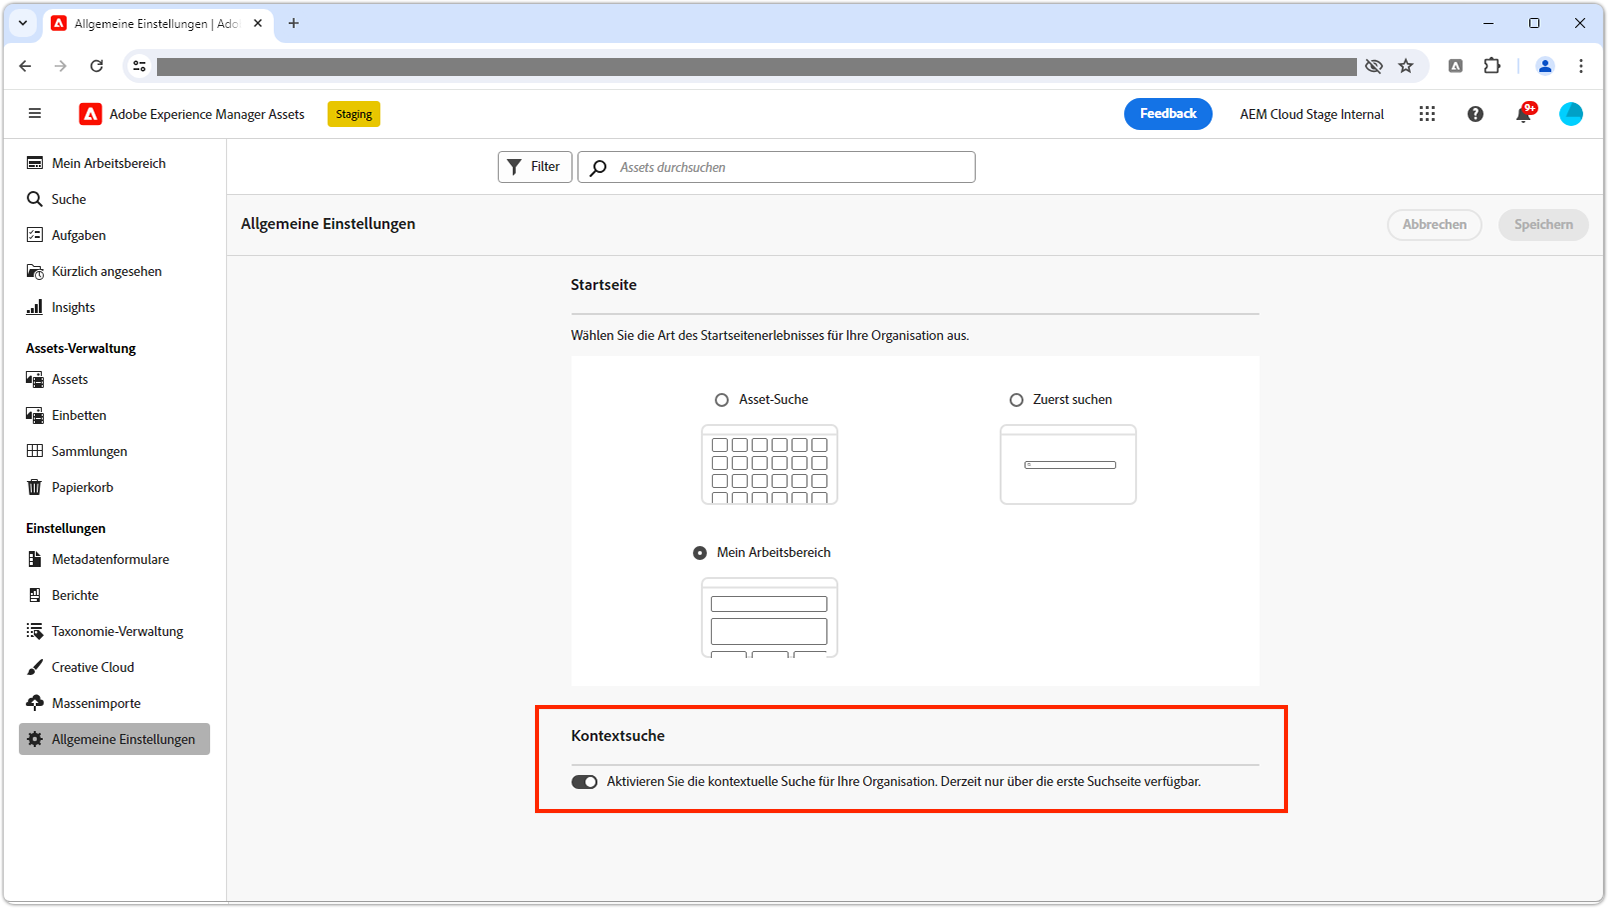 Allgemeine Einstellungen | Ado
Adobe Experience Manager Assets
Staging
Feedback
AEM Cloud Stage Internal
9+
Mein Arbeitsbereich
Suche
Aufgaben
Kürzlich angesehen
Insights
Assets-Verwaltung
Assets
Einbetten
Sammlungen
Papierkorb
Einstellungen
Metadatenformulare
Berichte
Taxonomie-Verwaltung
Creative Cloud
Massenimporte
Allgemeine Einstellungen
Filter
Assets durchsuchen
Allgemeine Einstellungen
Abbrechen
Speichern
Startseite
Wählen Sie die Art des Startseitenerlebnisses für Ihre Organisation aus.
Asset-Suche
Zuerst suchen
Mein Arbeitsbereich
Kontextsuche
Aktivieren Sie die kontextuelle Suche für Ihre Organisation. Derzeit nur über die erste Suchseite verfügbar.